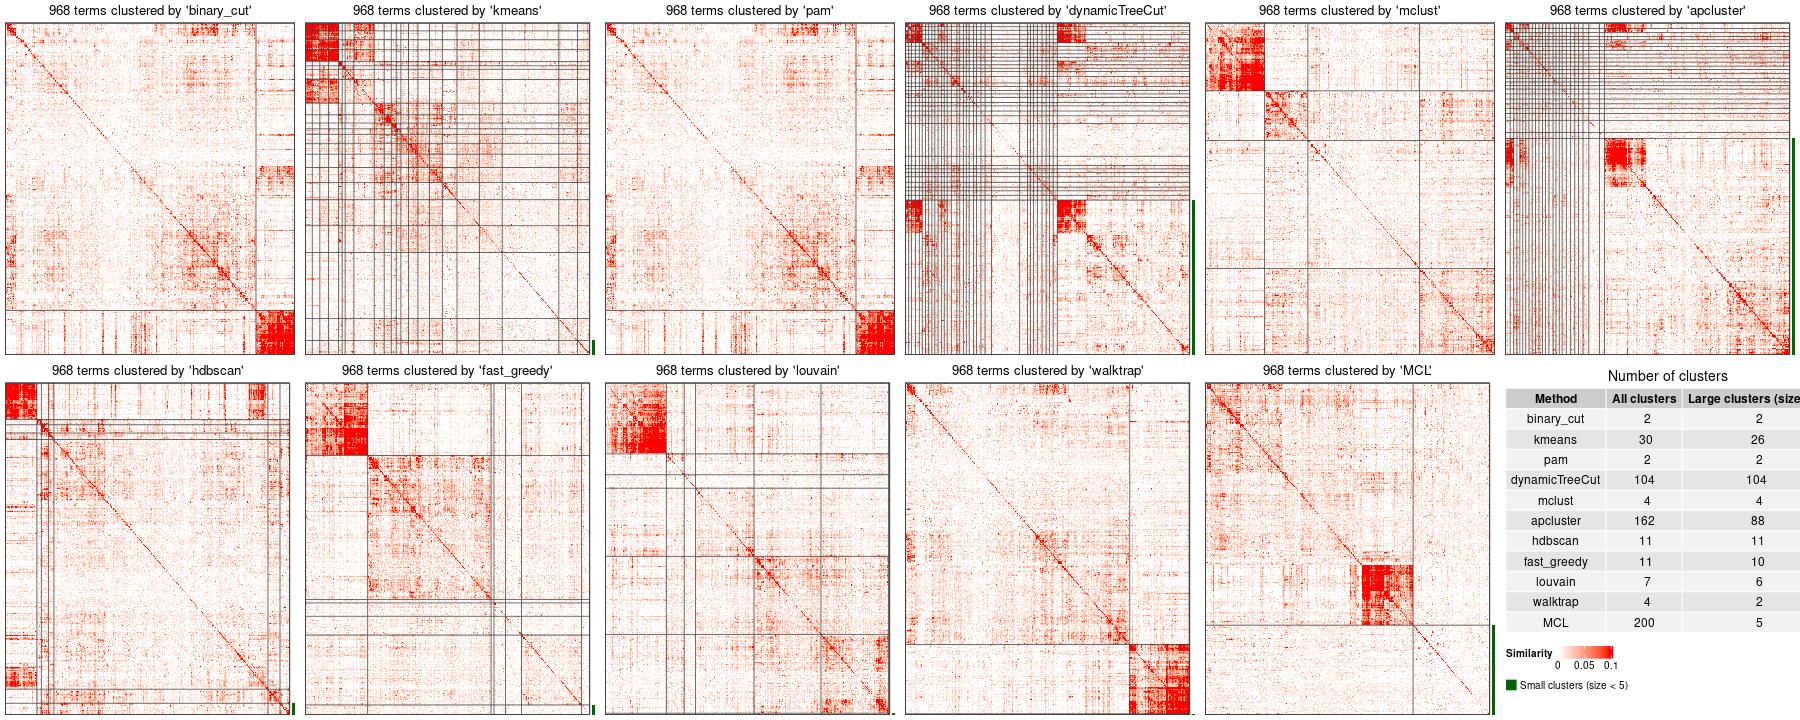 968 terms clustered by 'binary_cut'
968 terms clustered by 'kmeans'
968 terms clustered by 'pam'
968 terms clustered by 'dynamicTreeCut'
968 terms clustered by 'mclust'
968 terms clustered by 'apcluster'
968 terms clustered by 'hdbscan'
968 terms clustered by 'fast_greedy'
968 terms clustered by 'louvain'
968 terms clustered by 'walktrap'
968 terms clustered by 'MCL'
Number of clusters
Method All clusters Large clusters (size
binary_cut 2 2
kmeans 30 26
pam 2 2
dynamicTreeCut 104 104
mclust 4 4
apcluster 162 88
hdbscan 11 11
fast_greedy 11 10
louvain 7 6
walktrap 4 2
MCL 200 5
Similarity
0 0.05 0.1
Small clusters (size < 5)